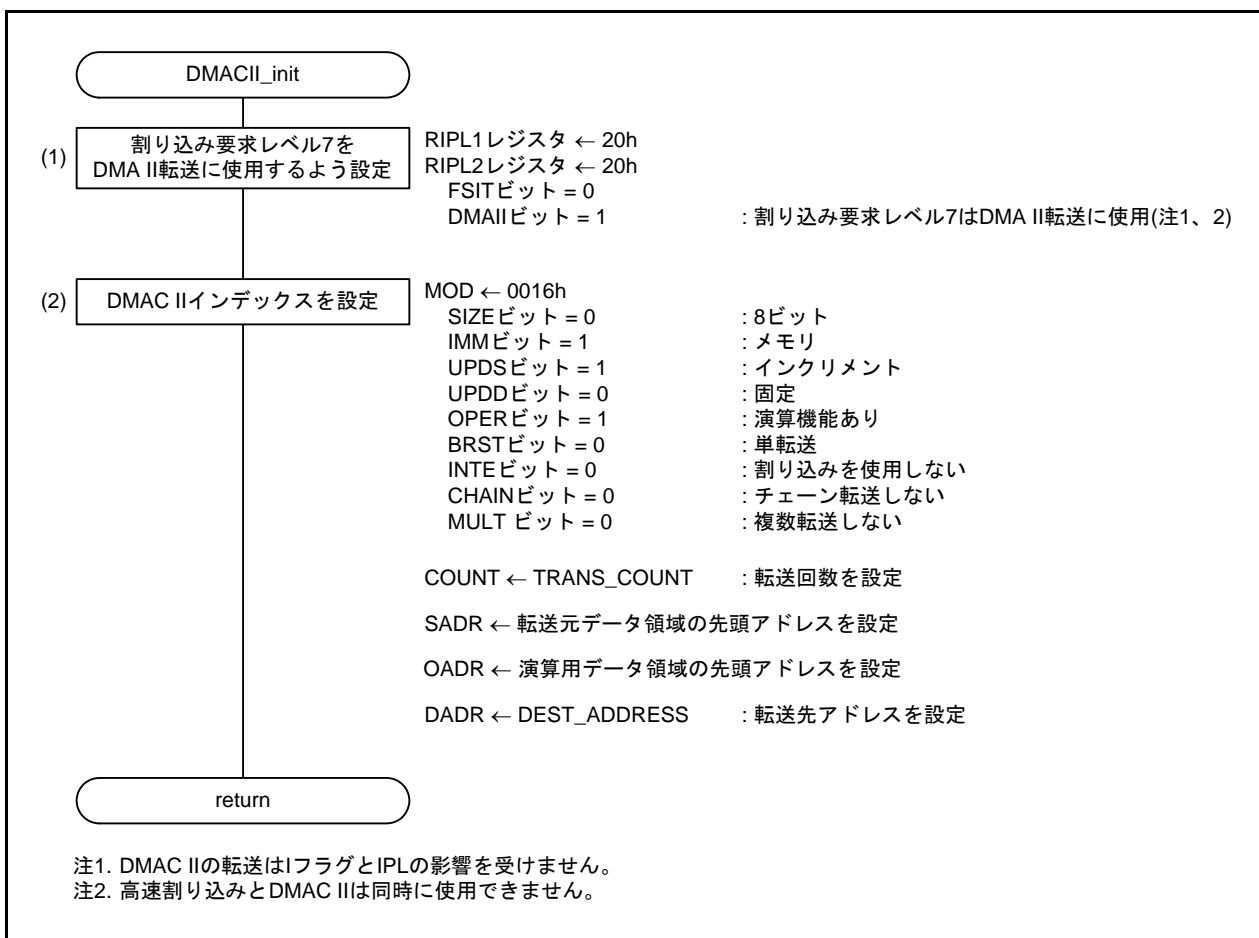 DMACII_init
(1)
割り込み要求レベル7を
DMA II転送に使用するよう設定
RIPL1レジスタ ← 20h
RIPL2レジスタ ← 20h
FSITビット = 0
DMAIIビット = 1 : 割り込み要求レベル7はDMA II転送に使用(注1、2)
(2)
DMAC IIインデックスを設定
MOD ← 0016h
SIZEビット = 0 : 8ビット
IMMビット = 1 : メモリ
UPDSビット = 1 : インクリメント
UPDDビット = 0 : 固定
OPERビット = 1 : 演算機能あり
BRSTビット = 0 : 単転送
INTEビット = 0 : 割り込みを使用しない
CHAINビット = 0 : チェーン転送しない
MULT ビット = 0 : 複数転送しない
COUNT ← TRANS_COUNT : 転送回数を設定
SADR ← 転送元データ領域の先頭アドレスを設定
OADR ← 演算用データ領域の先頭アドレスを設定
DADR ← DEST_ADDRESS : 転送先アドレスを設定
return
注1. DMAC IIの転送はIフラグとIPLの影響を受けません。
注2. 高速割り込みとDMAC IIは同時に使用できません。